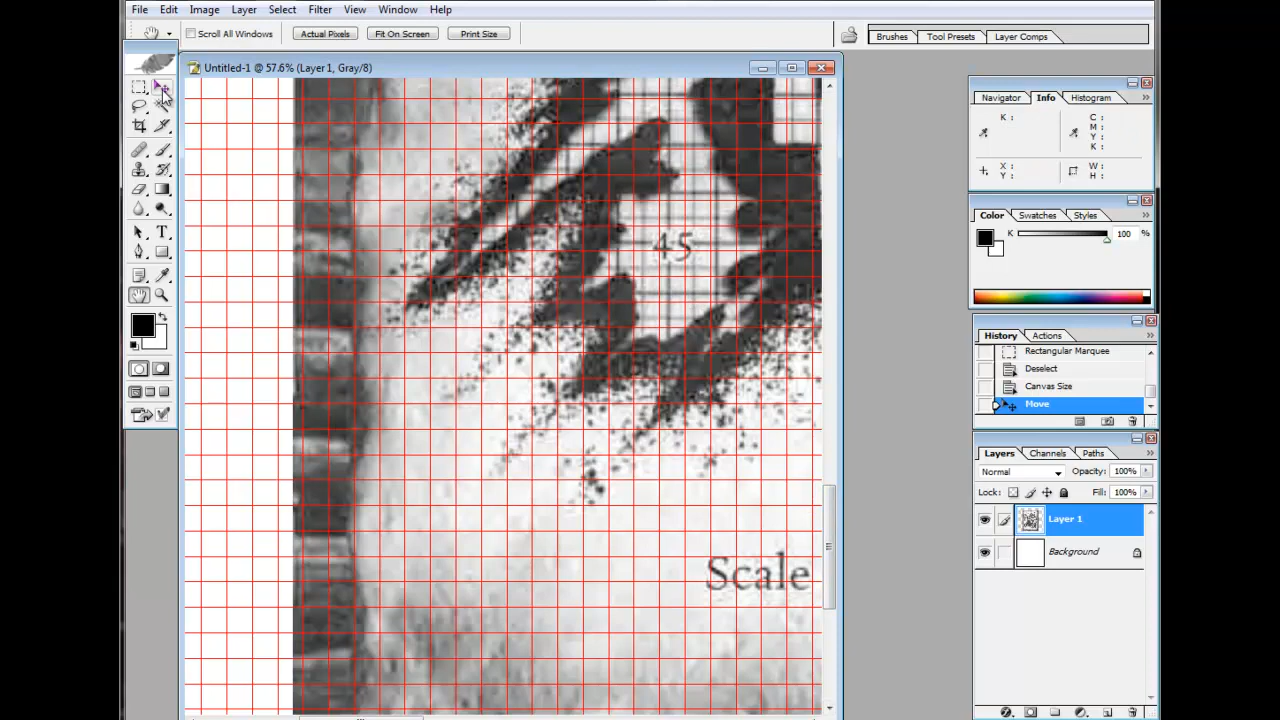 File Edit Image Layer Select Filter View Window Help
Scroll All Windows Actual Pixels Fit On Screen Print Size Brushes Tool Presets Layer Comps
Untitled-1 @ 57.6% (Layer 1, Gray/8)
Navigator Info Histogram
K : C :
M :
Y :
K :
X : W :
Y : H :
Color Swatches Styles
K 100 %
History Actions
Rectangular Marquee
Deselect
Canvas Size
Move
Layers Channels Paths
Normal Opacity: 100%
Lock: Fill: 100%
Layer 1
Background
T
45
Scale